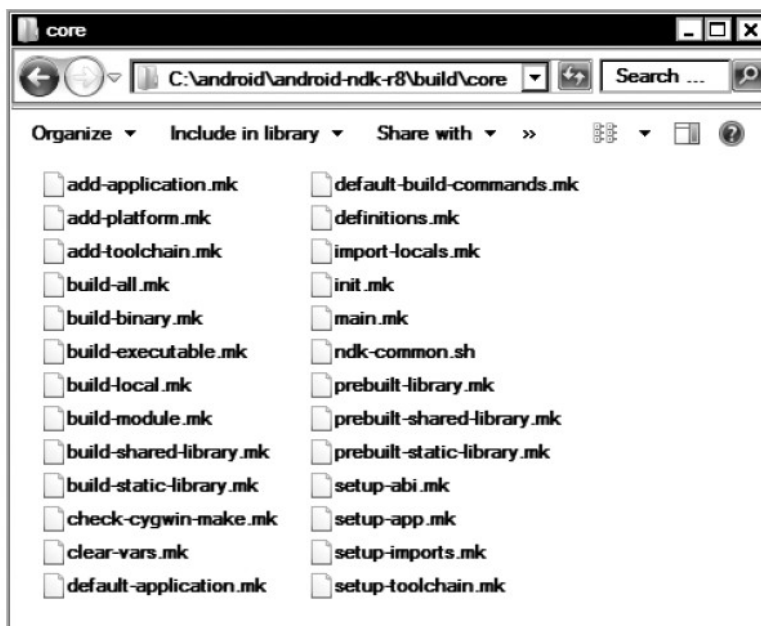 core
C:\android\android-ndk-r8\build\core
Search ...
Organize Include in library Share with »
add-application.mk
add-platform.mk
add-toolchain.mk
build-all.mk
build-binary.mk
build-executable.mk
build-local.mk
build-module.mk
build-shared-library.mk
build-static-library.mk
check-cygwin-make.mk
clear-vars.mk
default-application.mk
default-build-commands.mk
definitions.mk
import-locals.mk
init.mk
main.mk
ndk-common.sh
prebuilt-library.mk
prebuilt-shared-library.mk
prebuilt-static-library.mk
setup-abi.mk
setup-app.mk
setup-imports.mk
setup-toolchain.mk